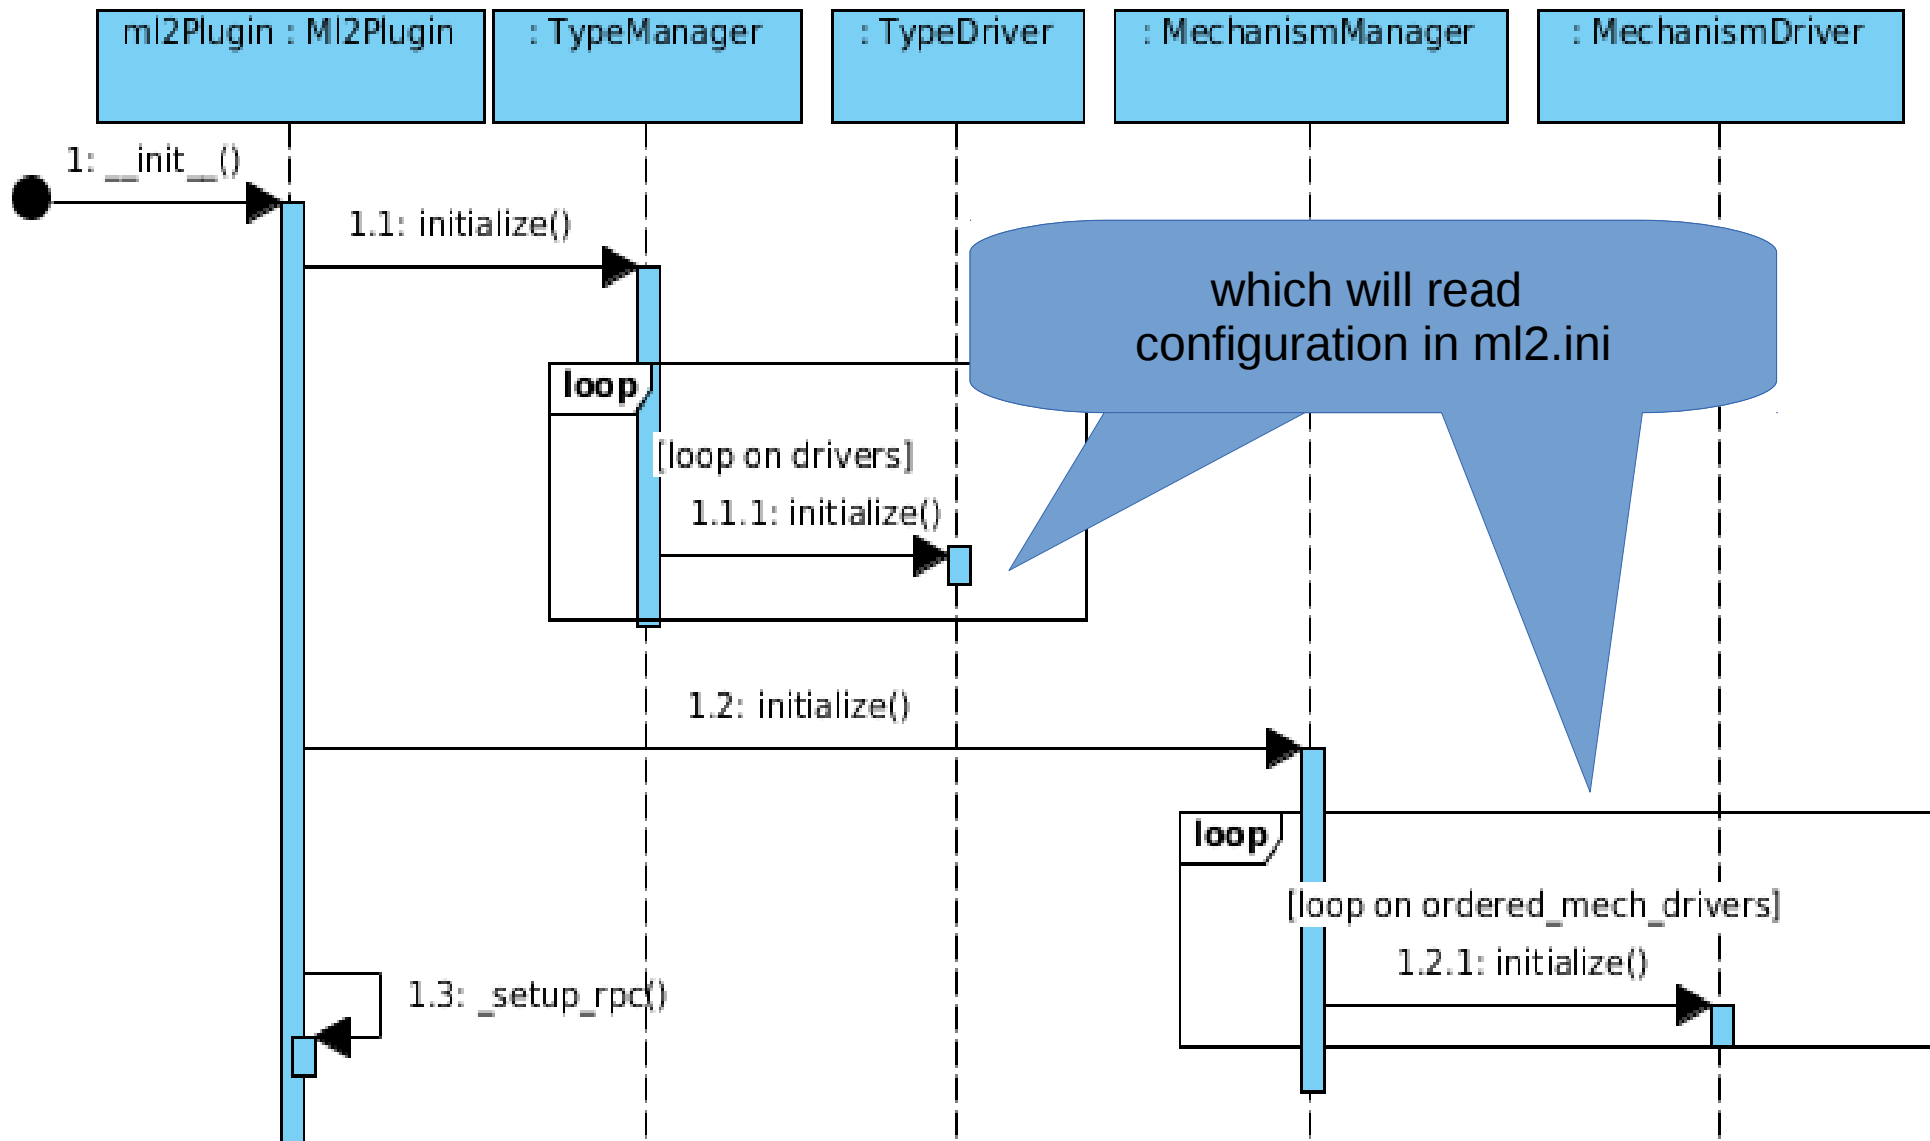 ml2Plugin : Ml2Plugin
: TypeManager
: TypeDriver
: MechanismManager
: MechanismDriver
1: __init__()
1.1: initialize()
which will read
configuration in ml2.ini
loop
[loop on drivers]
1.1.1: initialize()
1.2: initialize()
loop
[loop on ordered_mech_drivers]
1.2.1: initialize()
1.3: _setup_rpc()